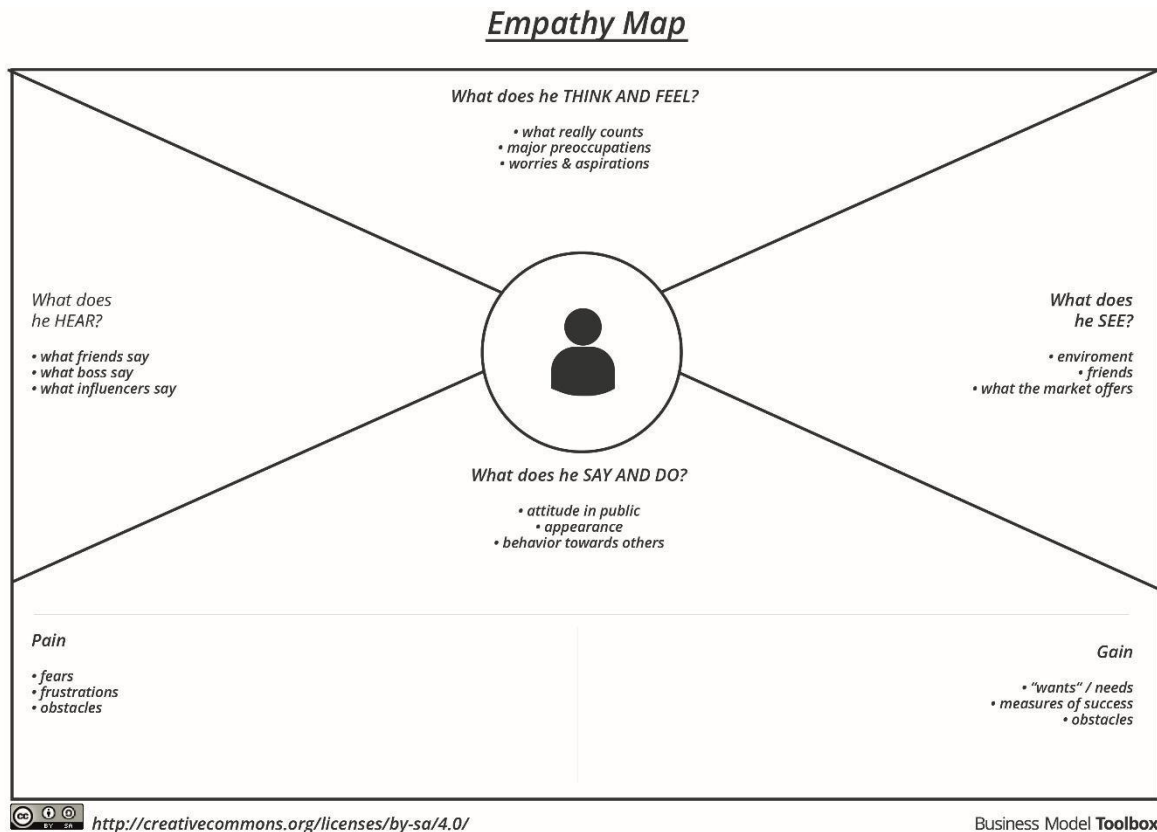 Empathy Map
What does he THINK AND FEEL?
• what really counts
• major preoccupatiens
• worries & aspirations
What does
he HEAR?
• what friends say
• what boss say
• what influencers say
What does
he SEE?
• enviroment
• friends
• what the market offers
What does he SAY AND DO?
• attitude in public
• appearance
• behavior towards others
Pain
• fears
• frustrations
• obstacles
Gain
• “wants“ / needs
• measures of success
• obstacles
cc BY SA
http://creativecommons.org/licenses/by-sa/4.0/
Business Model Toolbox